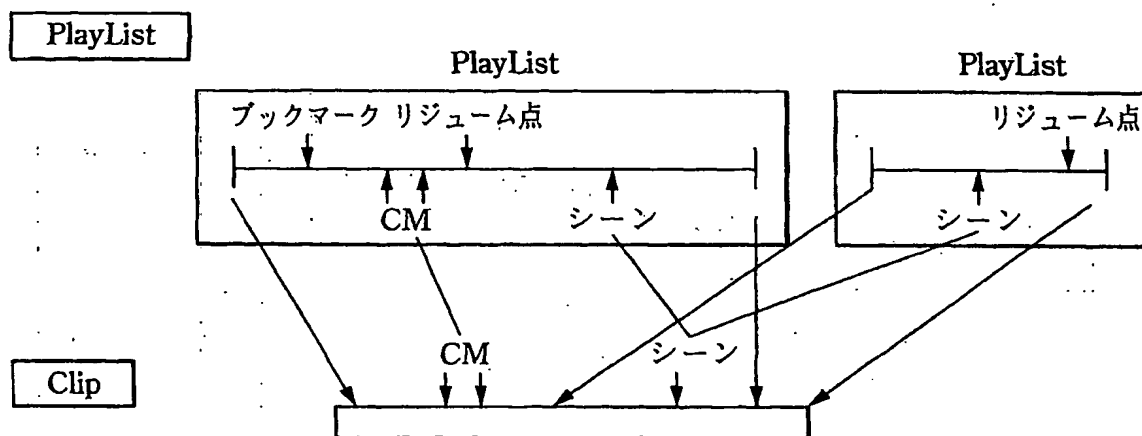 PlayList
PlayList PlayList
ブックマーク リジューム点 リジューム点
CM シーン シーン
CM シーン
Clip